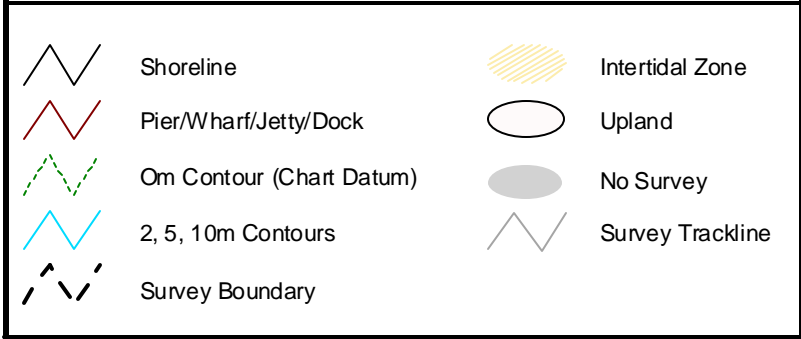 Shoreline
Pier/Wharf/Jetty/Dock
Om Contour (Chart Datum)
2, 5, 10m Contours
Survey Boundary
Intertidal Zone
Upland
No Survey
Survey Trackline